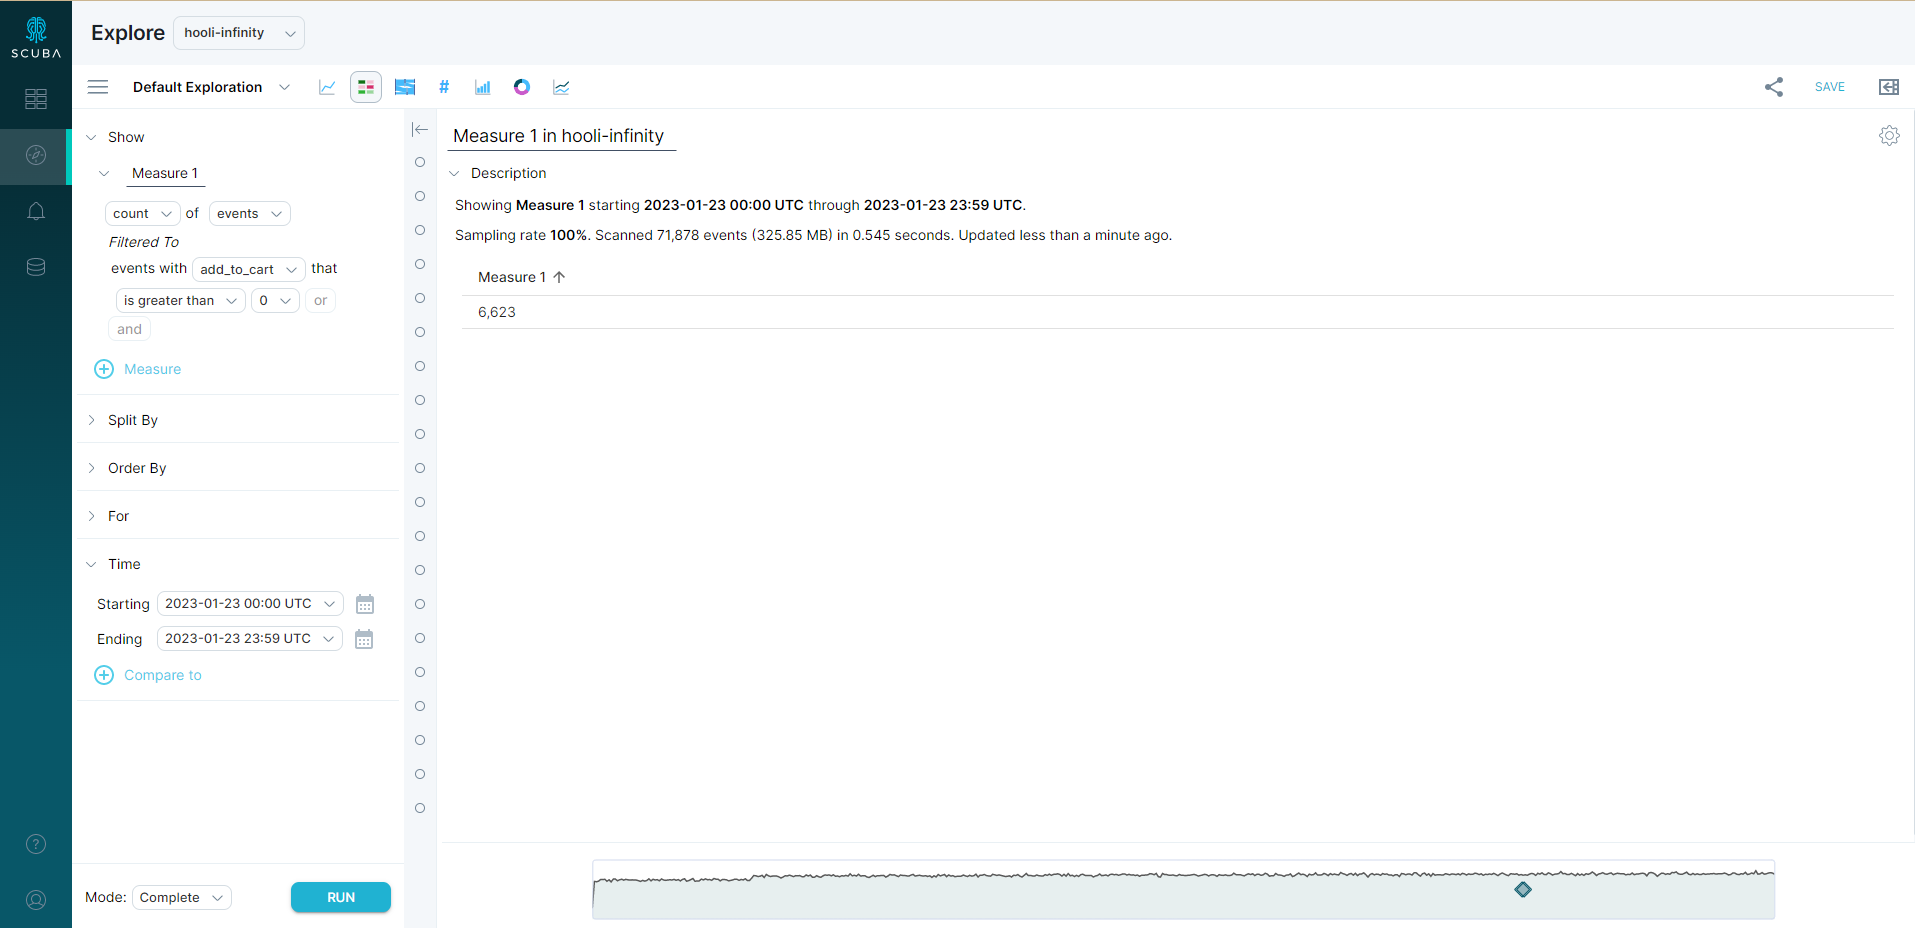 SCUBA
Explore
hooli-infinity
Default Exploration
#
SAVE
Show
Measure 1
count of events
Filtered To
events with add_to_cart that
is greater than 0 or
and
Measure
Split By
Order By
For
Time
Starting 2023-01-23 00:00 UTC
Ending 2023-01-23 23:59 UTC
Compare to
Mode: Complete
RUN
?
Measure 1 in hooli-infinity
Description
Showing Measure 1 starting 2023-01-23 00:00 UTC through 2023-01-23 23:59 UTC.
Sampling rate 100%. Scanned 71,878 events (325.85 MB) in 0.545 seconds. Updated less than a minute ago.
Measure 1
6,623